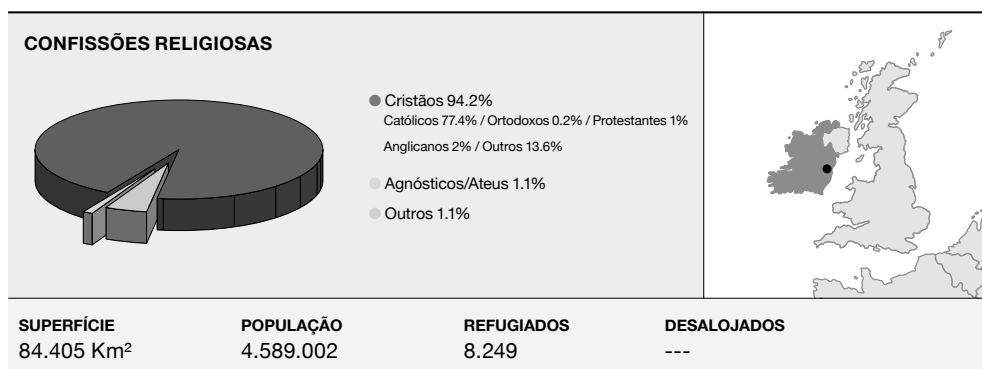 CONFISSÕES RELIGIOSAS
Cristãos 94.2%
Católicos 77.4% / Ortodoxos 0.2% / Protestantes 1%
Anglicanos 2% / Outros 13.6%
Agnósticos/Ateus 1.1%
Outros 1.1%
SUPERFÍCIE POPULAÇÃO REFUGIADOS DESALOJADOS
84.405 Km² 4.589.002 8.249 ---